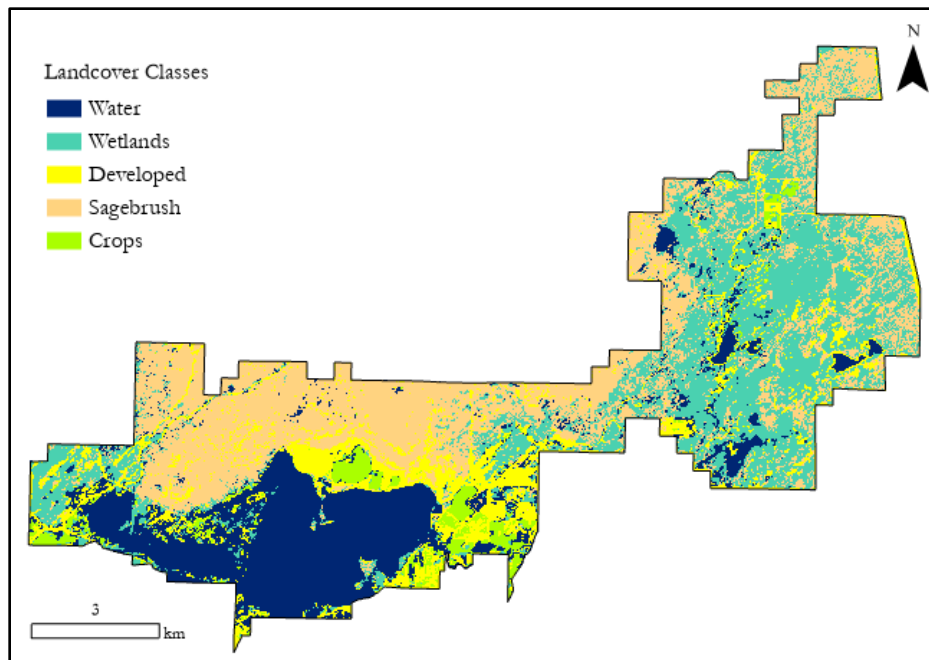 N
Landcover Classes
Water
Wetlands
Developed
Sagebrush
Crops
3
km